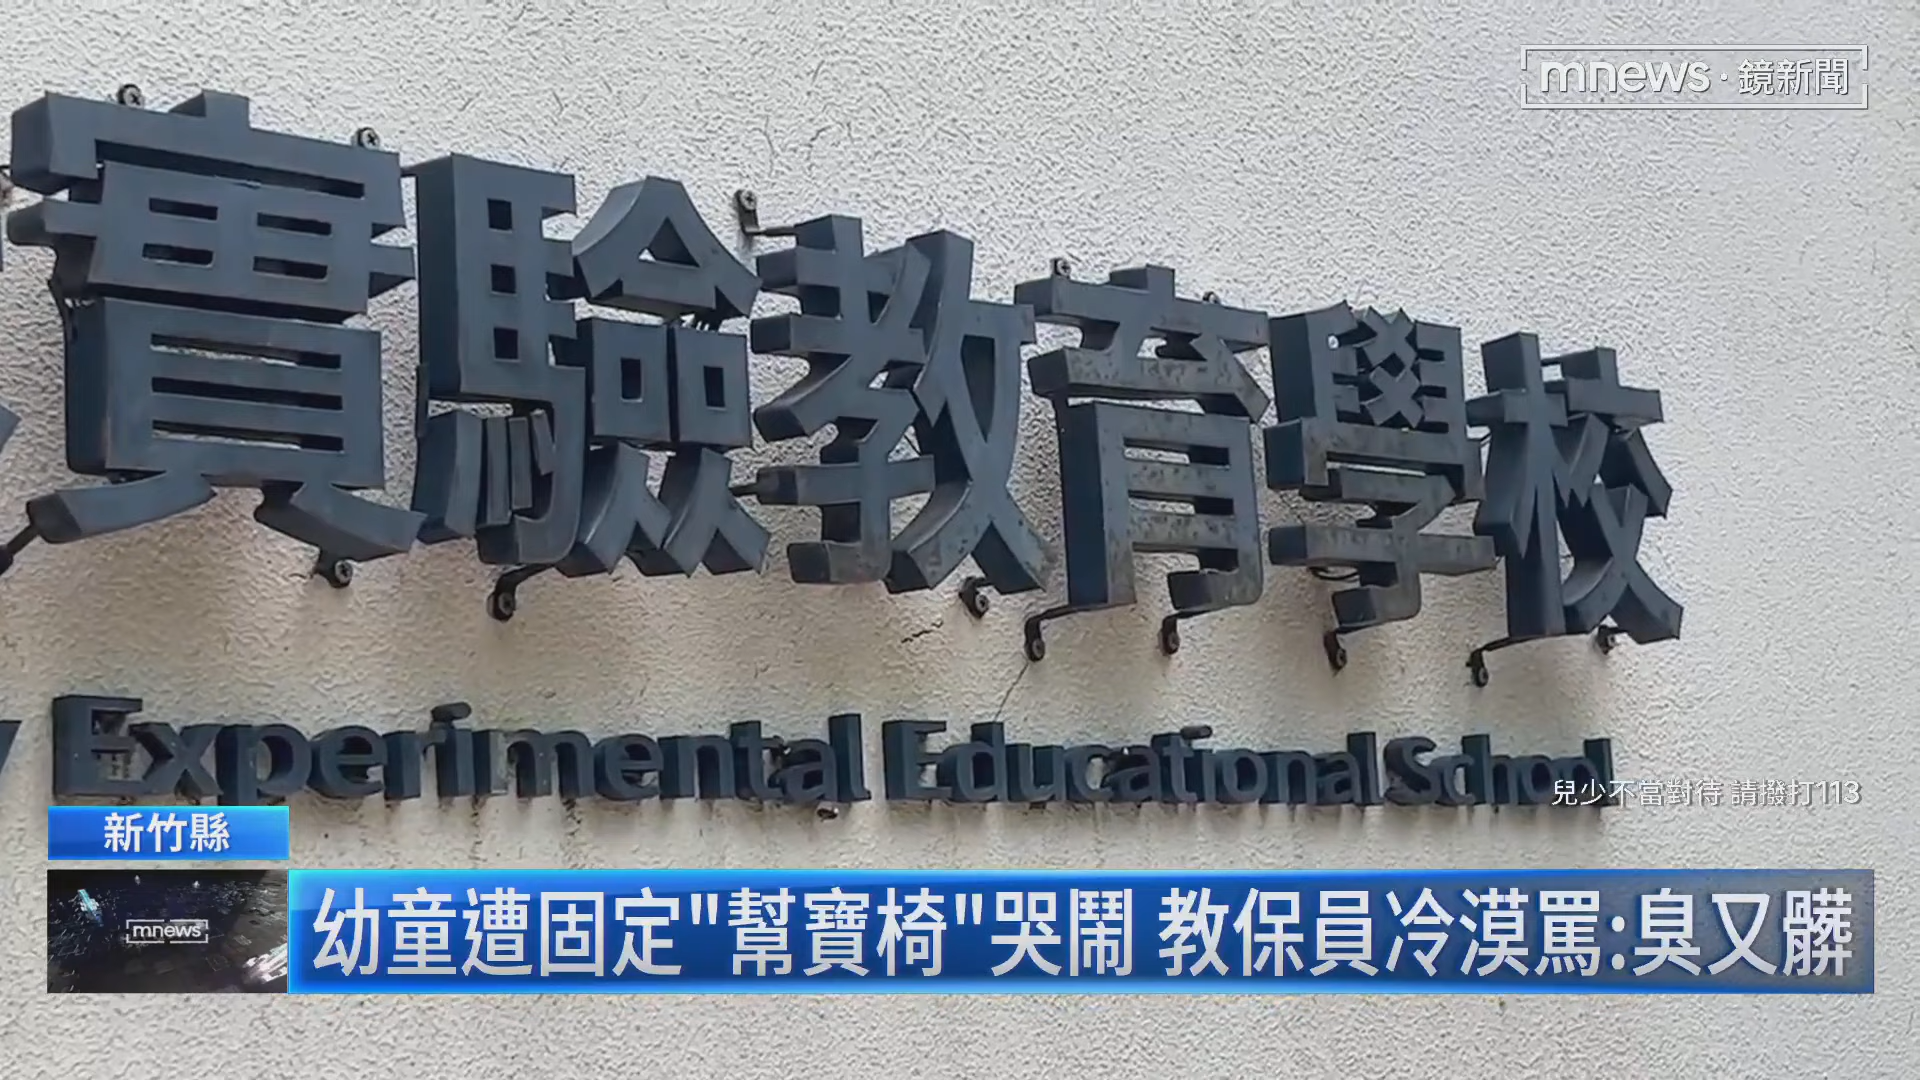 mnews·鏡新聞
實驗教育學校
Experimental Educational School
兒少不當對待 請撥打113
新竹縣
mnews
幼童遭固定"幫寶椅"哭鬧 教保員冷漠罵:臭又髒